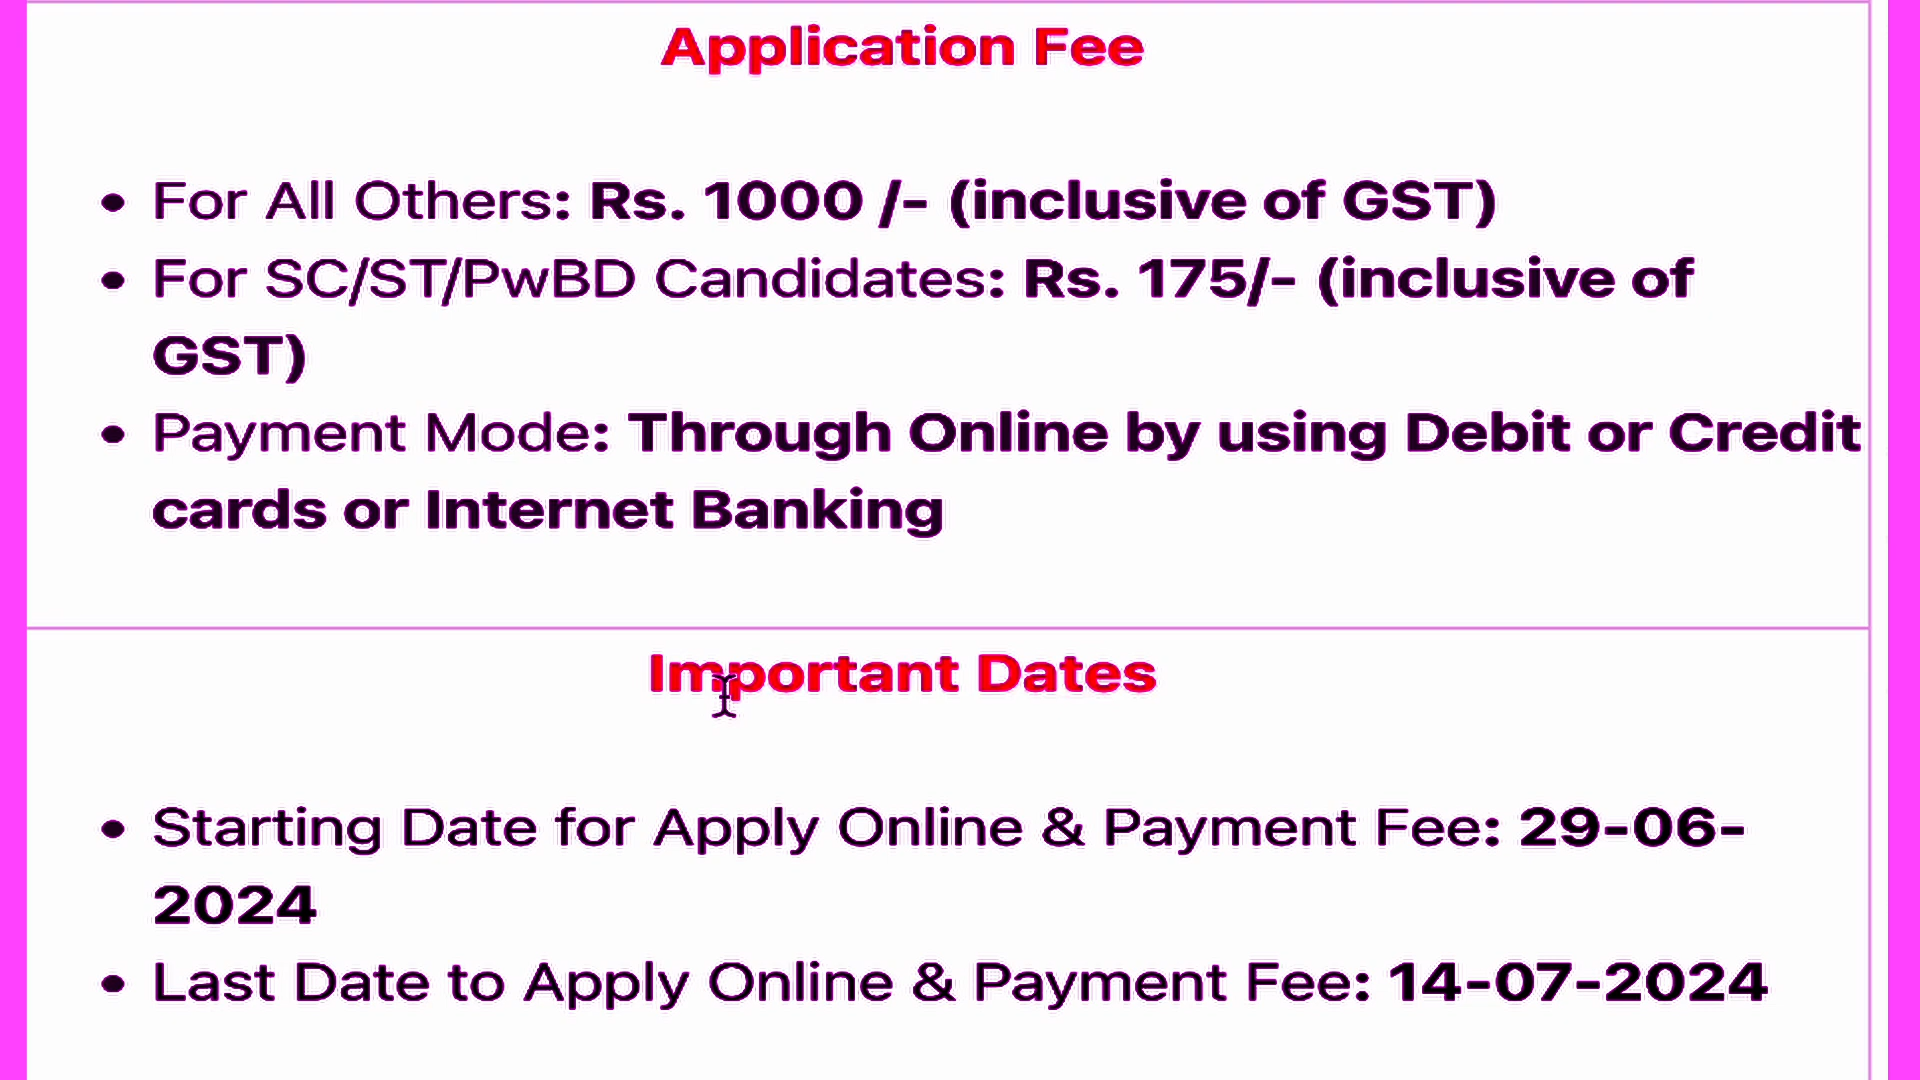 Application Fee
• For All Others: Rs. 1000 /- (inclusive of GST)
• For SC/ST/PwBD Candidates: Rs. 175/- (inclusive of
GST)
• Payment Mode: Through Online by using Debit or Credit
cards or Internet Banking
Important Dates
• Starting Date for Apply Online & Payment Fee: 29-06-
2024
• Last Date to Apply Online & Payment Fee: 14-07-2024